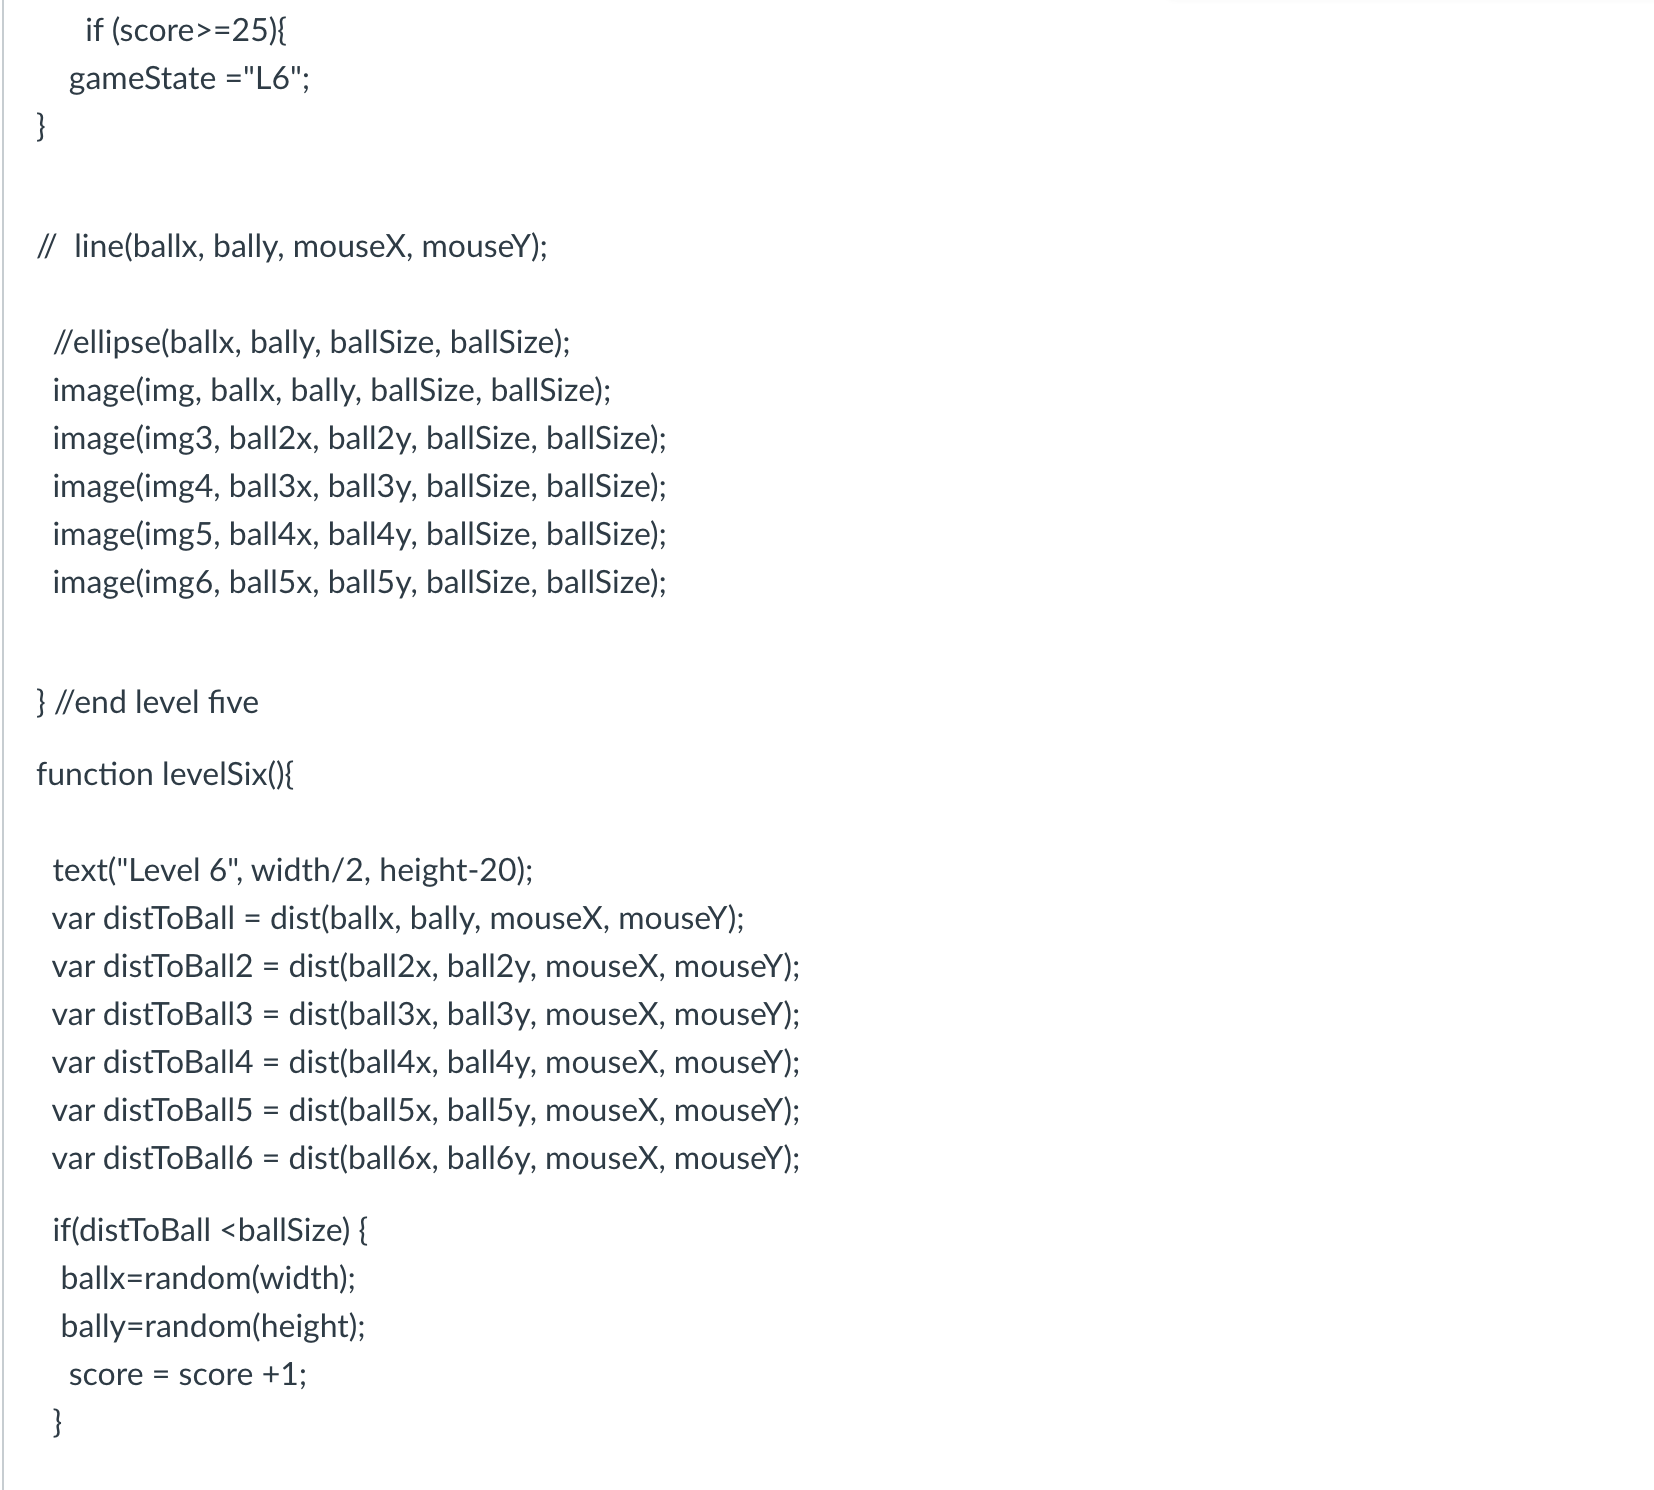 if (score>=25){
gameState ="L6";
}
//  line(ballx, bally, mouseX, mouseY);
//ellipse(ballx, bally, ballSize, ballSize);
image(img, ballx, bally, ballSize, ballSize);
image(img3, ball2x, ball2y, ballSize, ballSize);
image(img4, ball3x, ball3y, ballSize, ballSize);
image(img5, ball4x, ball4y, ballSize, ballSize);
image(img6, ball5x, ball5y, ballSize, ballSize);
} //end level five
function levelSix(){
text("Level 6", width/2, height-20);
var distToBall = dist(ballx, bally, mouseX, mouseY);
var distToBall2 = dist(ball2x, ball2y, mouseX, mouseY);
var distToBall3 = dist(ball3x, ball3y, mouseX, mouseY);
var distToBall4 = dist(ball4x, ball4y, mouseX, mouseY);
var distToBall5 = dist(ball5x, ball5y, mouseX, mouseY);
var distToBall6 = dist(ball6x, ball6y, mouseX, mouseY);
if(distToBall <ballSize) {
ballx=random(width);
bally=random(height);
score = score +1;
}